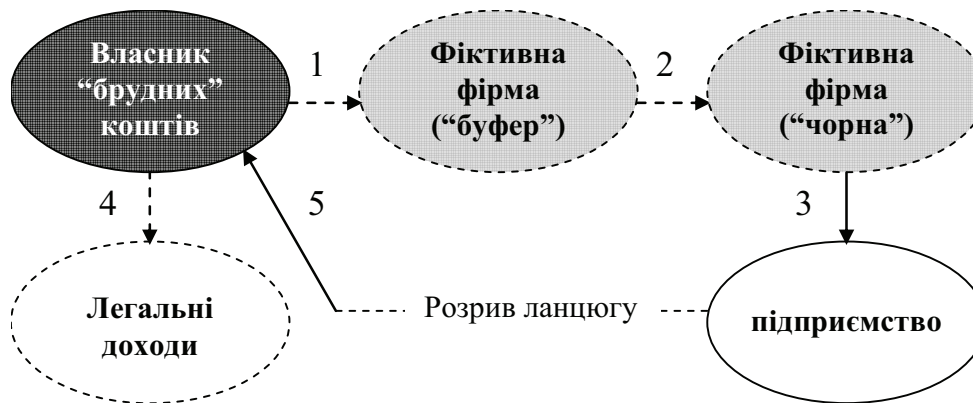 Власник
“брудних”
коштів
1
Фіктивна
фірма
(“буфер”)
2
Фіктивна
фірма
(“чорна”)
4
5
3
Легальні
доходи
Розрив ланцюгу
підприємство